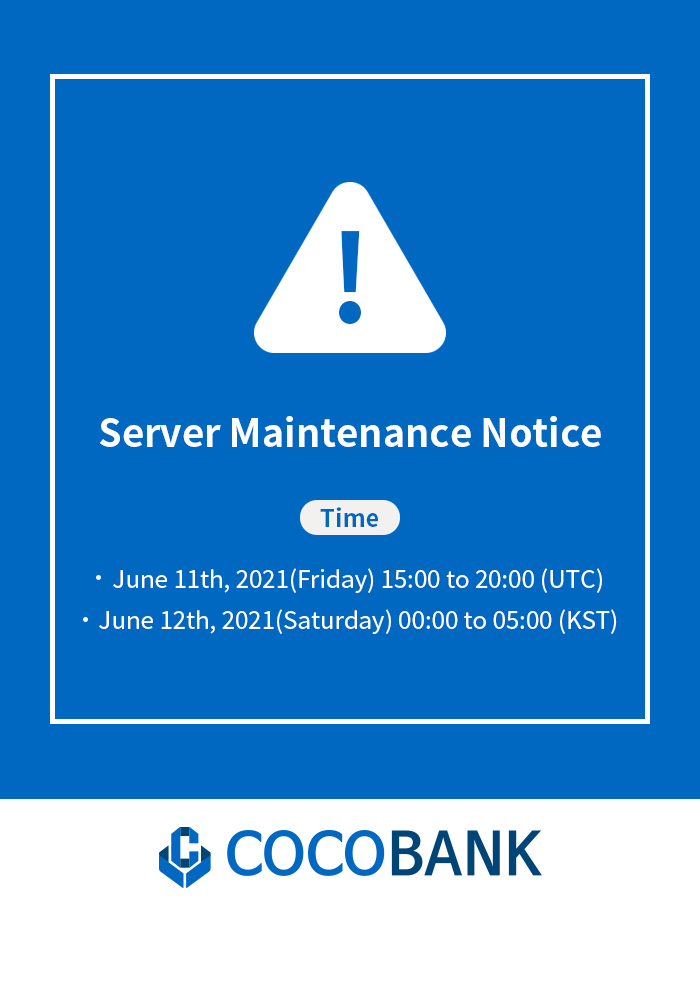 !
Server Maintenance Notice
Time
· June 11th, 2021(Friday) 15:00 to 20:00 (UTC)
· June 12th, 2021(Saturday) 00:00 to 05:00 (KST)
COCOBANK